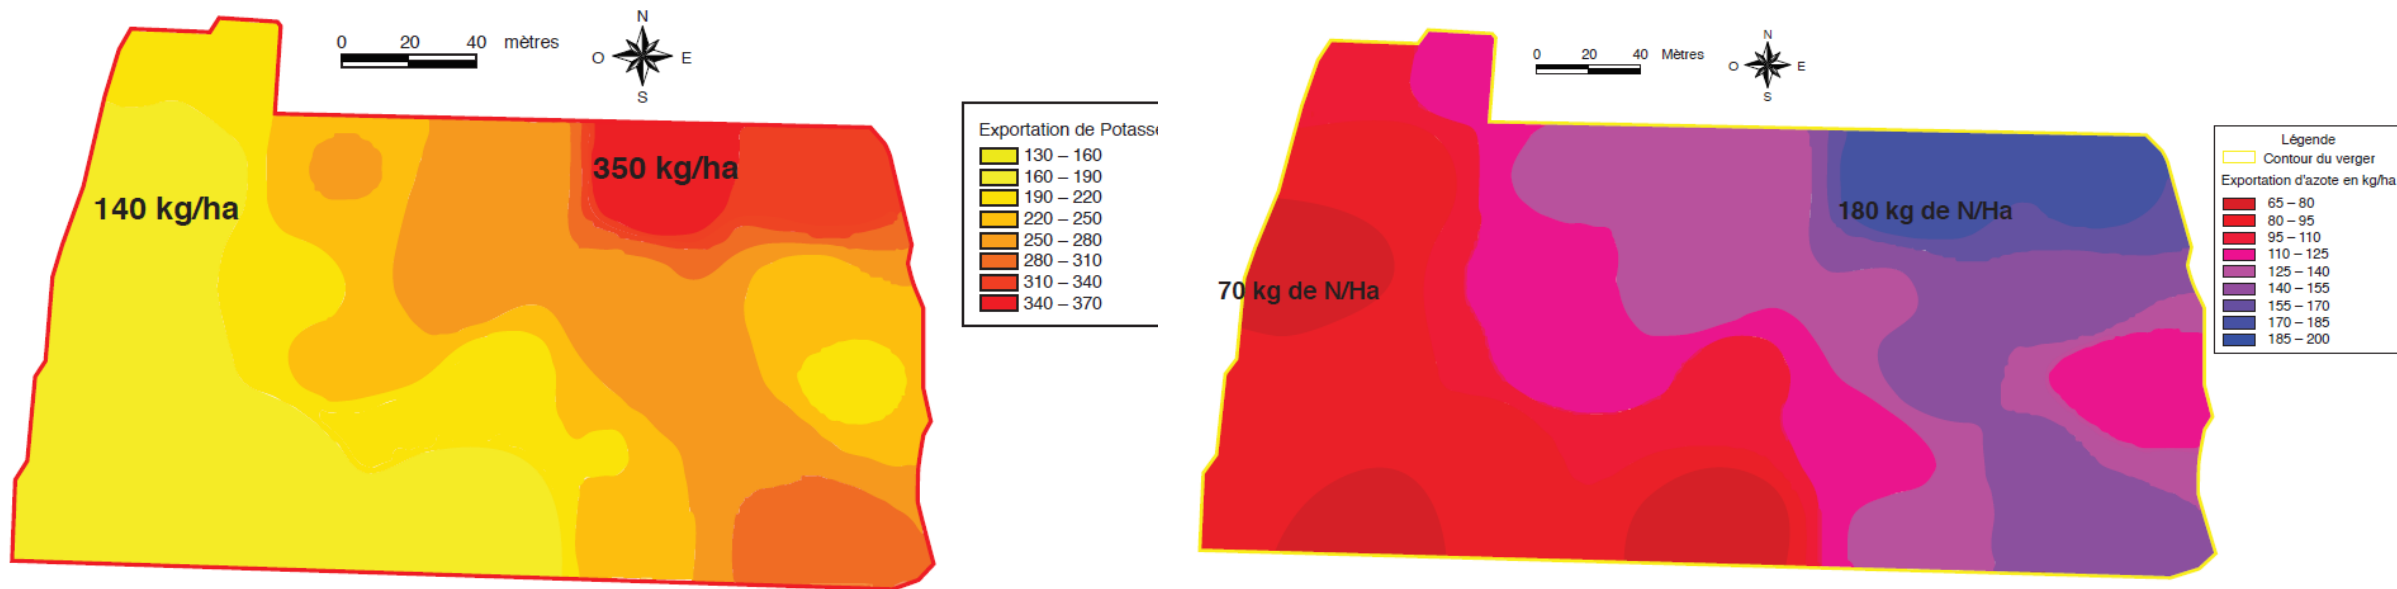 0 20 40 mètres
N
O E
S
Exportation de Potasse
130 – 160
160 – 190
190 – 220
220 – 250
250 – 280
280 – 310
310 – 340
340 – 370
140 kg/ha
350 kg/ha
0 20 40 Mètres
N
O E
S
Légende
Contour du verger
Exportation d'azote en kg/ha
65 – 80
80 – 95
95 – 110
110 – 125
125 – 140
140 – 155
155 – 170
170 – 185
185 – 200
70 kg de N/Ha
180 kg de N/Ha